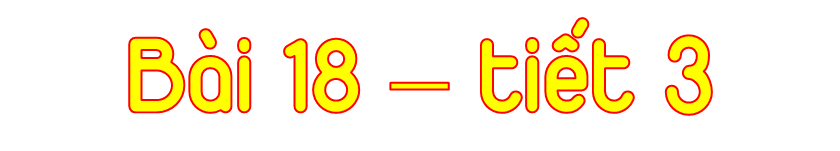 Bài 18 – tiết 3